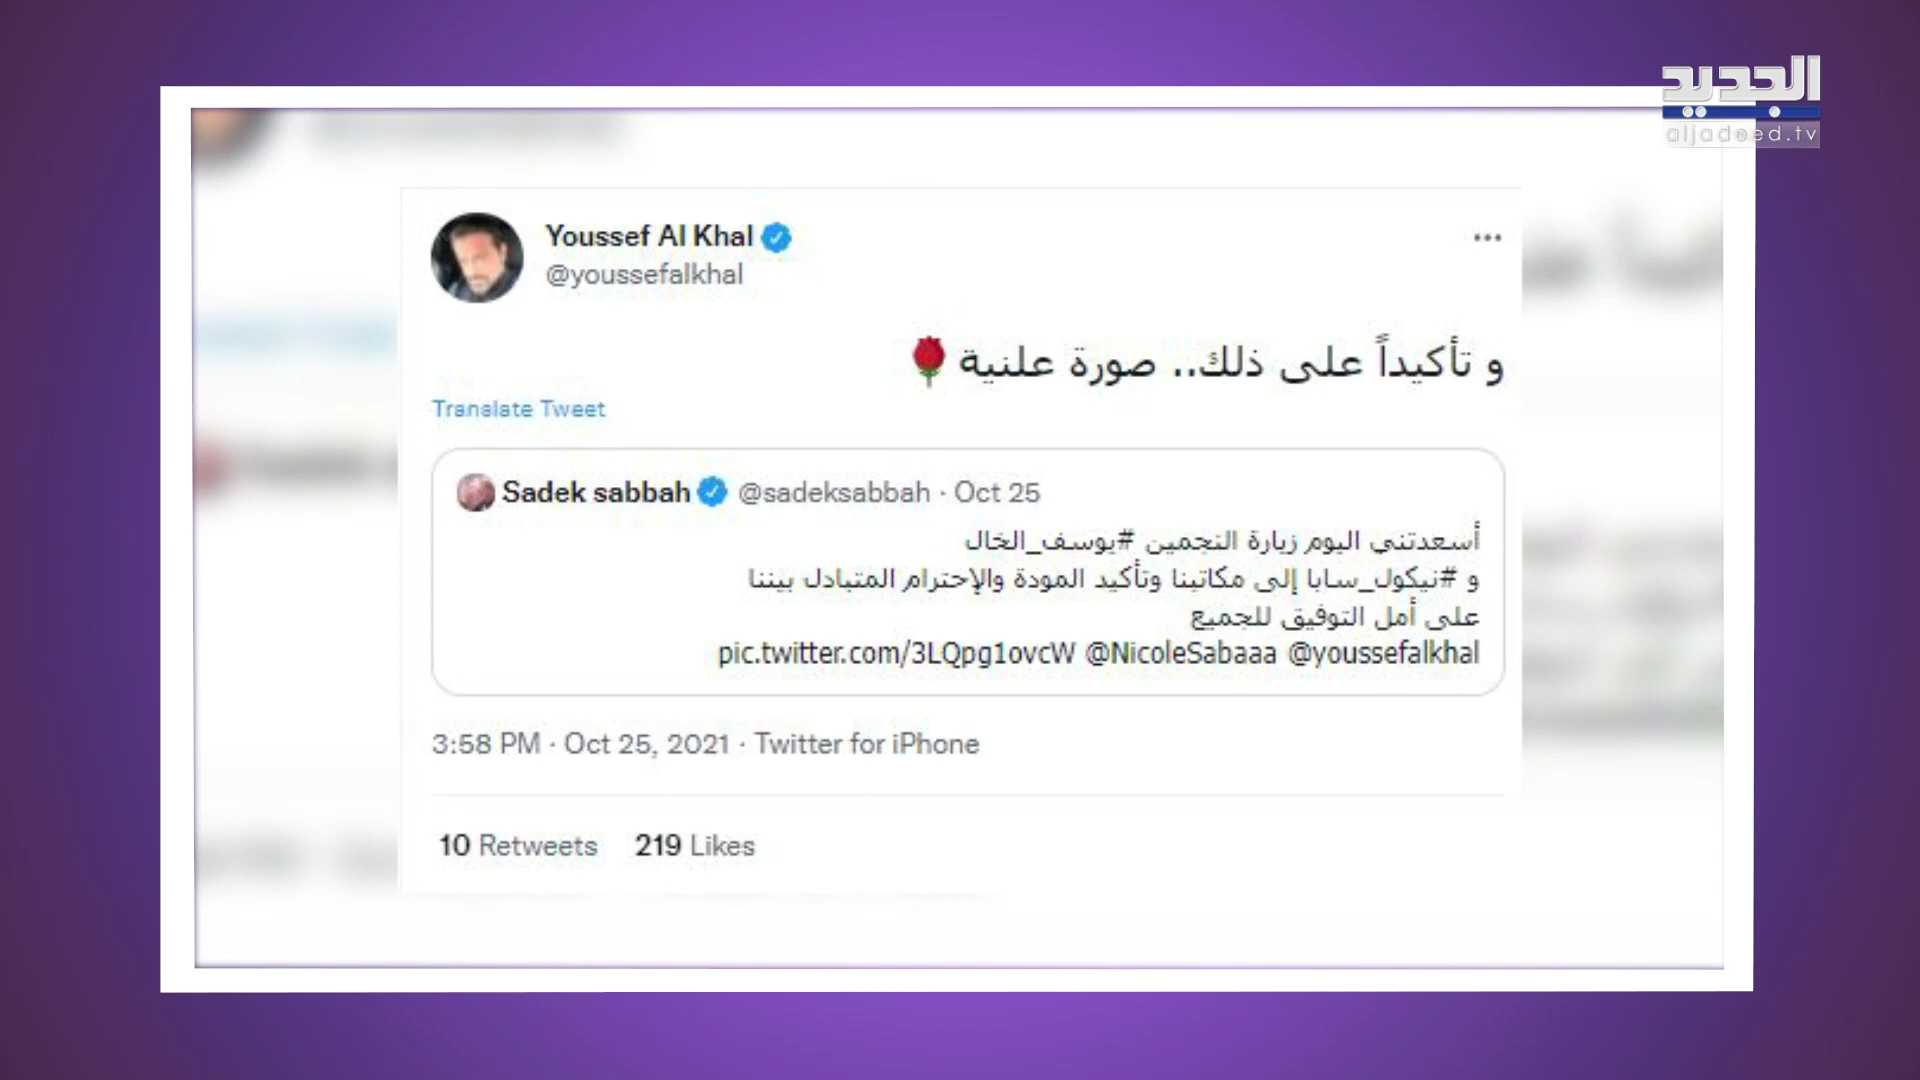 الجديد
aljadeed.tv
Youssef Al Khal
@youssefalkhal
و تأكيداً على ذلك.. صورة علنية🌹
Translate Tweet
Sadek sabbah @sadeksabbah · Oct 25
أسعدتني اليوم زيارة النجمين #يوسف_الخال
و #نيكول_سابا إلى مكاتبنا وتأكيد المودة والإحترام المتبادل بيننا
على أمل التوفيق للجميع
pic.twitter.com/3LQpg1ovcW @NicoleSabaaa @youssefalkhal
3:58 PM · Oct 25, 2021 · Twitter for iPhone
10 Retweets 219 Likes